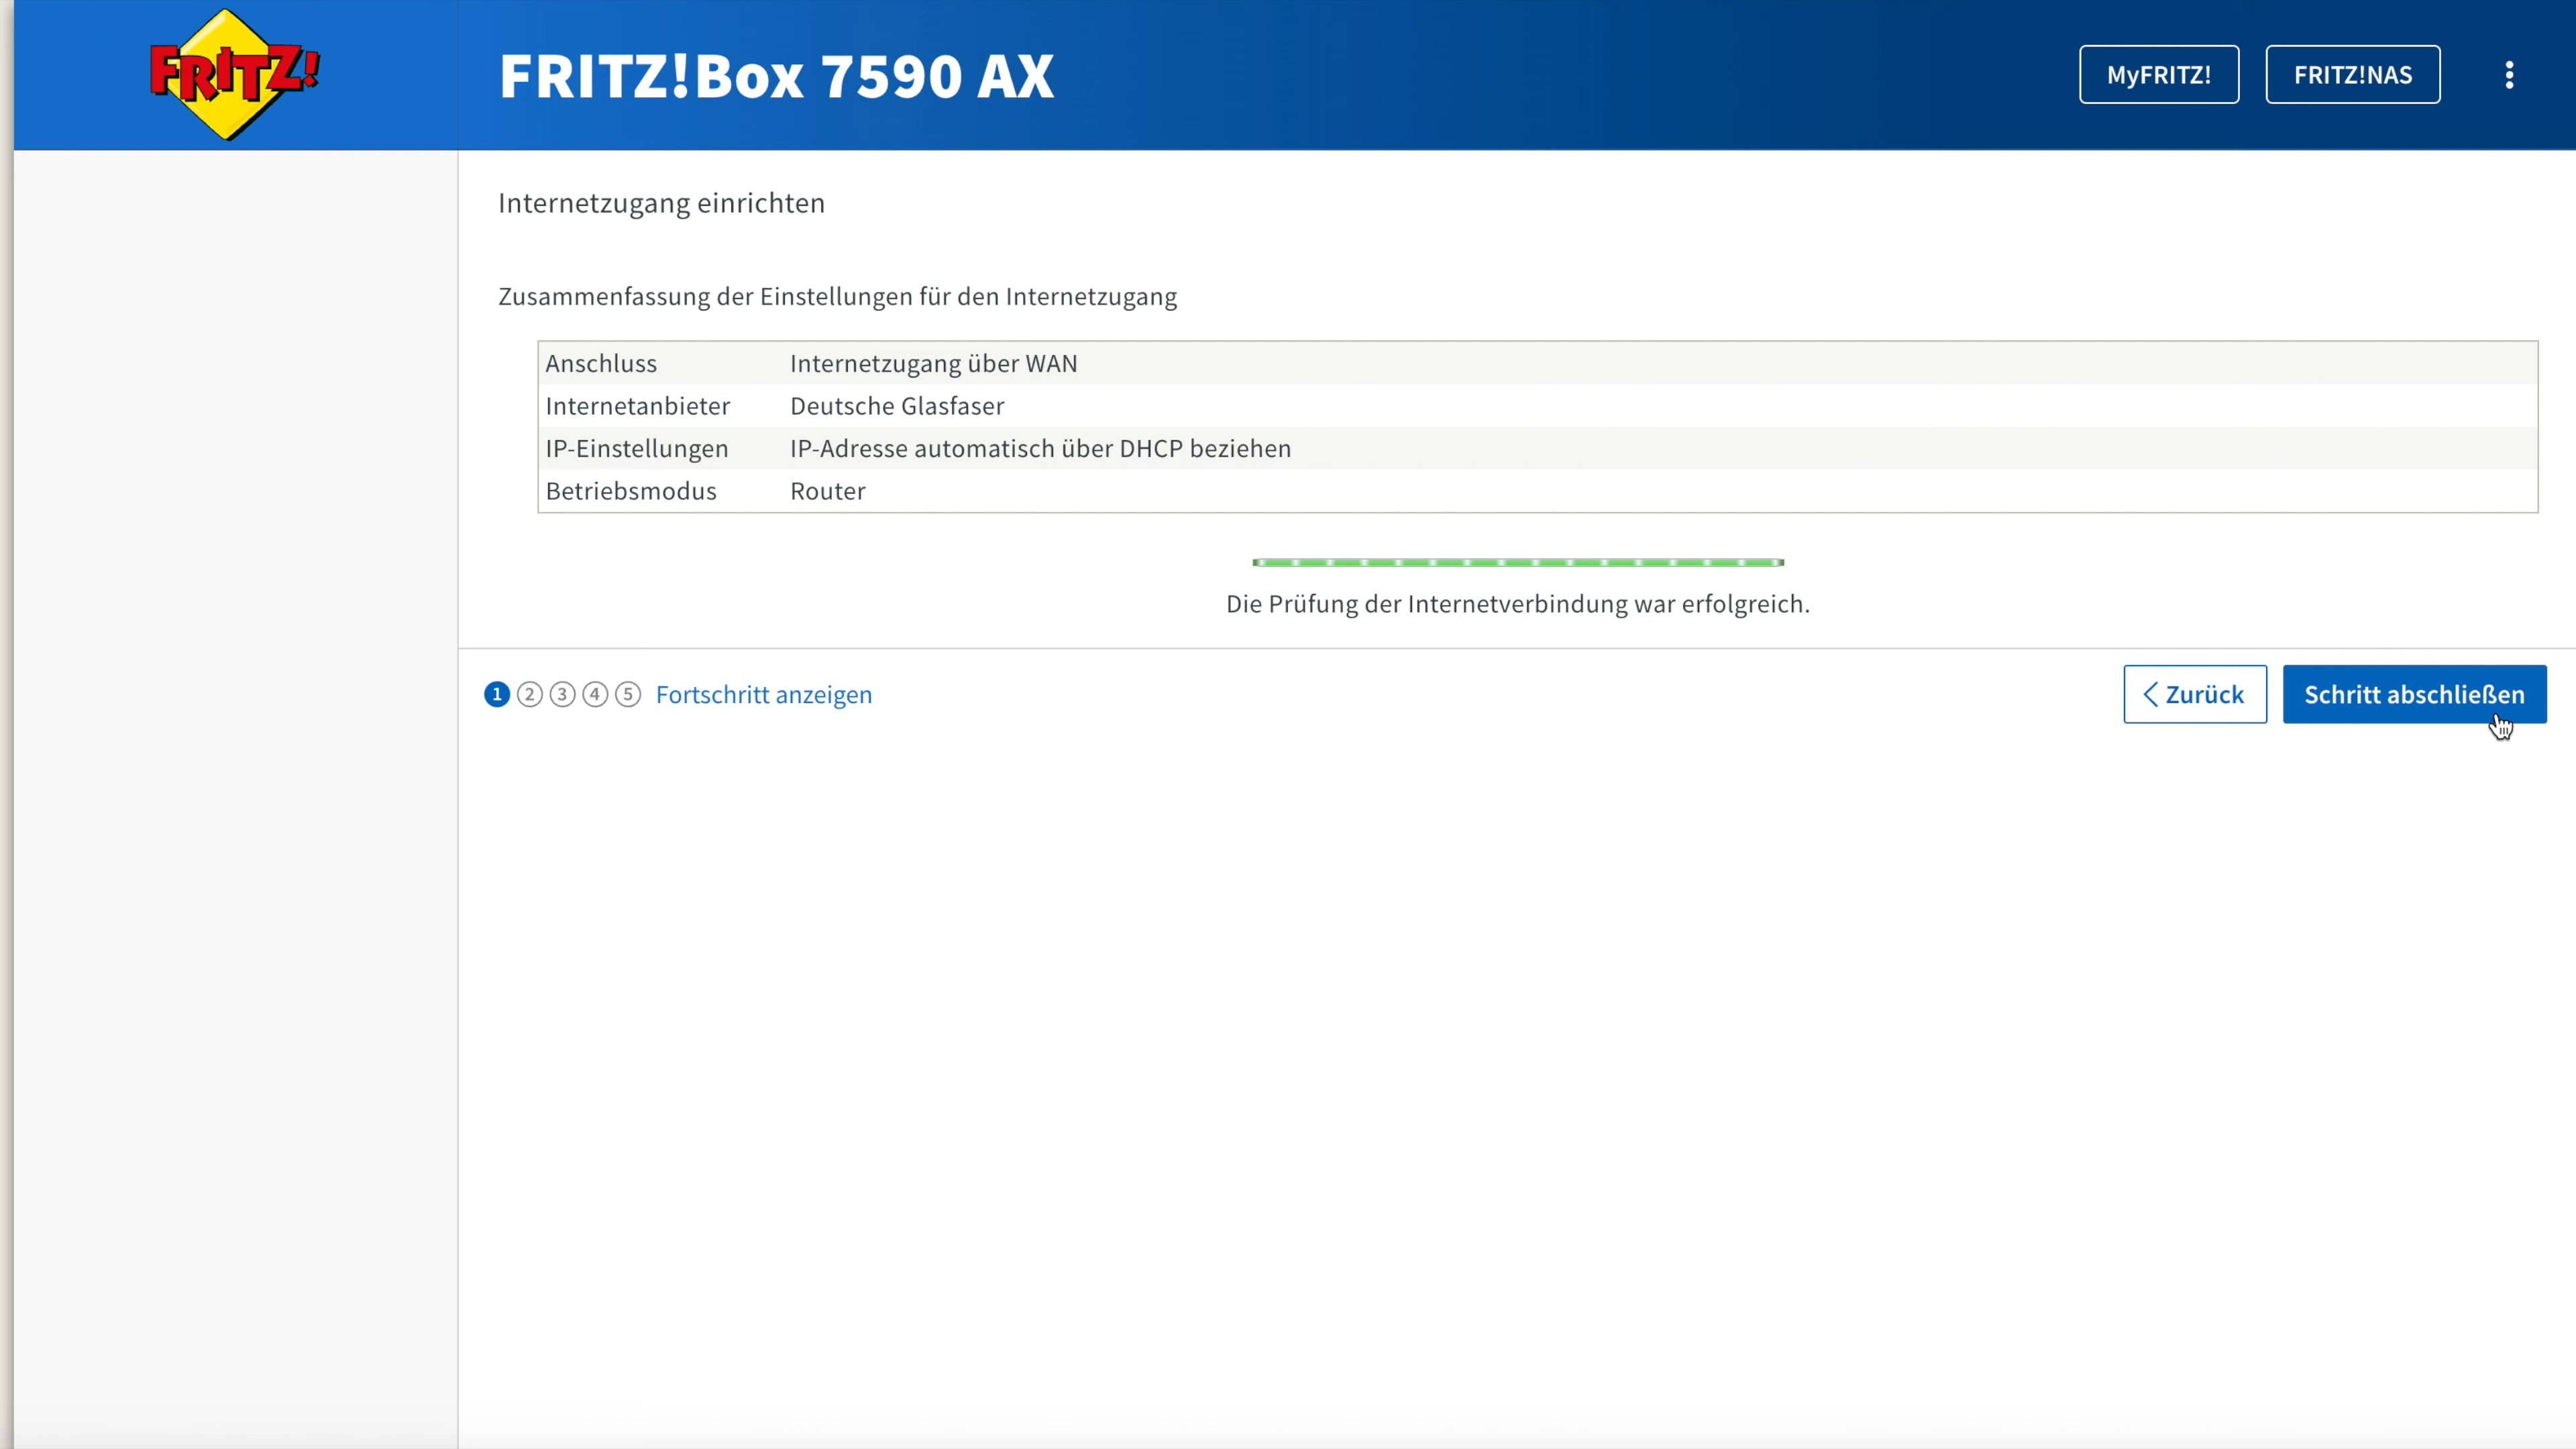 FRITZ!
FRITZ!Box 7590 AX
MyFRITZ!
FRITZ!NAS
Internetzugang einrichten
Zusammenfassung der Einstellungen für den Internetzugang
Anschluss Internetzugang über WAN
Internetanbieter Deutsche Glasfaser
IP-Einstellungen IP-Adresse automatisch über DHCP beziehen
Betriebsmodus Router
Die Prüfung der Internetverbindung war erfolgreich.
1 2 3 4 5 Fortschritt anzeigen
Zurück
Schritt abschließen